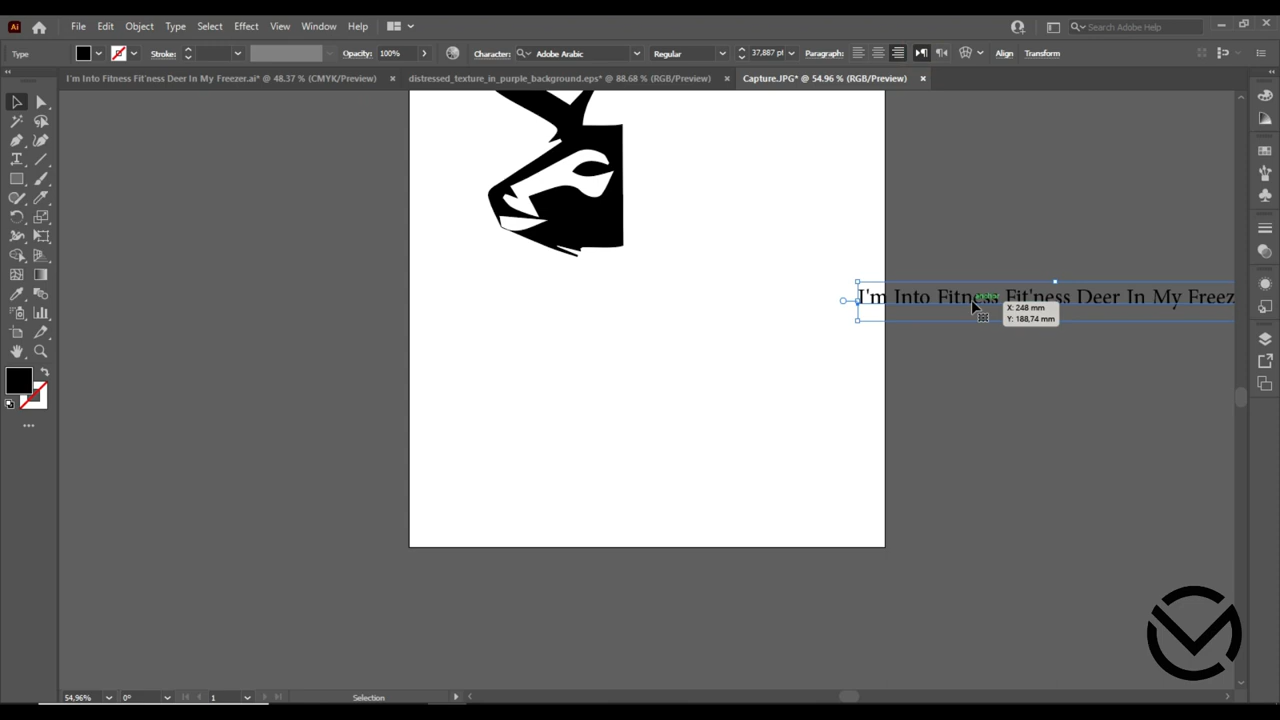 Ai File Edit Object Type Select Effect View Window Help Search Adobe Help
Type Stroke: Opacity: 100% Character: Adobe Arabic Regular 37,887 pt Paragraph: Align Transform
I'm Into Fitness Fit'ness Deer In My Freezer.ai* @ 48.37 % (CMYK/Preview) distressed_texture_in_purple_background.eps* @ 88.68 % (RGB/Preview) Capture.JPG* @ 54.96 % (RGB/Preview)
I'm Into Fitness Fit'ness Deer In My Freez
anchor
X: 248 mm
Y: 188,74 mm
54,96% 0° 1 Selection